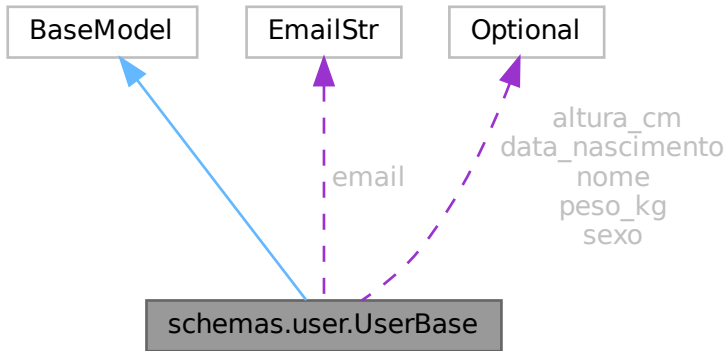 BaseModel
EmailStr
Optional
email
altura_cm
data_nascimento
nome
peso_kg
sexo
schemas.user.UserBase